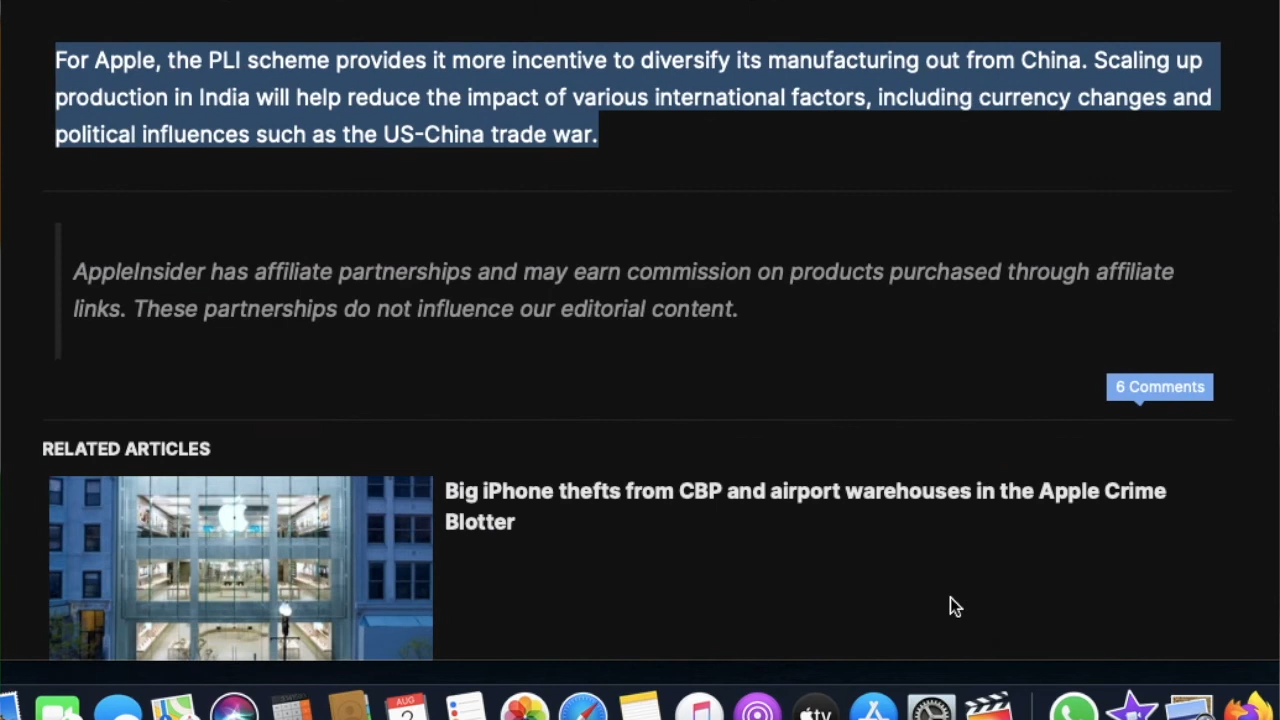 For Apple, the PLI scheme provides it more incentive to diversify its manufacturing out from China. Scaling up
production in India will help reduce the impact of various international factors, including currency changes and
political influences such as the US-China trade war.
AppleInsider has affiliate partnerships and may earn commission on products purchased through affiliate
links. These partnerships do not influence our editorial content.
6 Comments
RELATED ARTICLES
Big iPhone thefts from CBP and airport warehouses in the Apple Crime
Blotter
AUG
2
tv